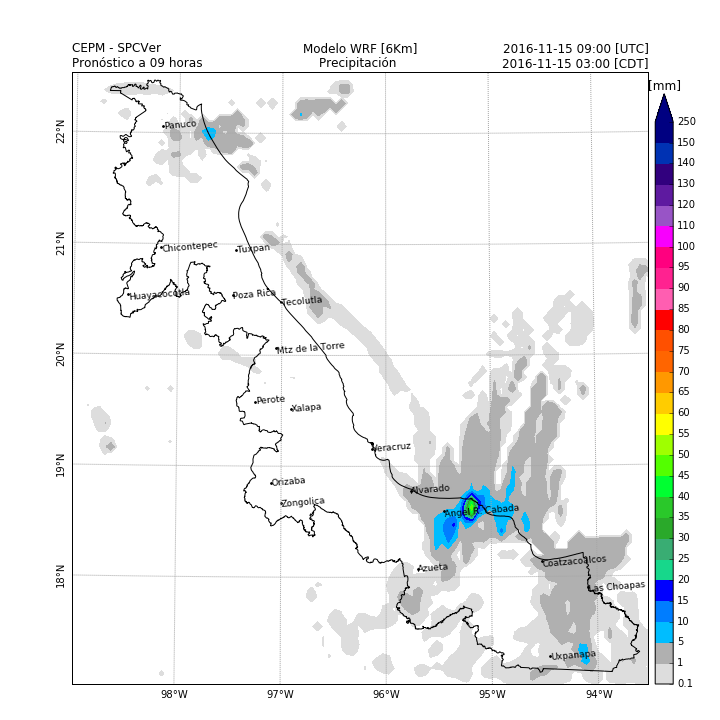 CEPM - SPCVer
Modelo WRF [6Km]
2016-11-15 09:00 [UTC]
Pronóstico a 09 horas
Precipitación
2016-11-15 03:00 [CDT]
[mm]
250
150
140
130
120
110
100
95
90
85
80
75
70
65
60
55
50
45
40
35
30
25
20
15
10
5
1
0.1
22°N
21°N
20°N
19°N
18°N
98°W
97°W
96°W
95°W
94°W
Panuco
Chicontepec
Tuxpan
Huayacocotla
Poza Rica
Tecolutla
Mtz de la Torre
Perote
Xalapa
Veracruz
Orizaba
Alvarado
Zongolica
Angel R. Cabada
Azueta
Coatzacoalcos
Las Choapas
Uxpanapa